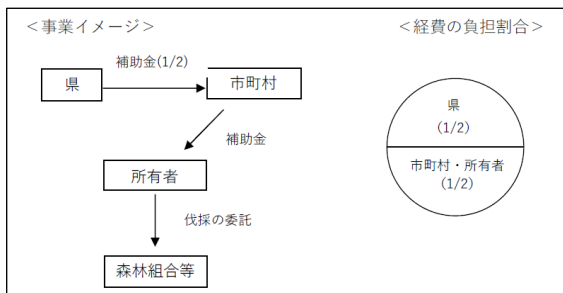 ＜事業イメージ＞
＜経費の負担割合＞
県
補助金(1/2)
市町村
補助金
所有者
伐採の委託
森林組合等
県
(1/2)
市町村・所有者
(1/2)